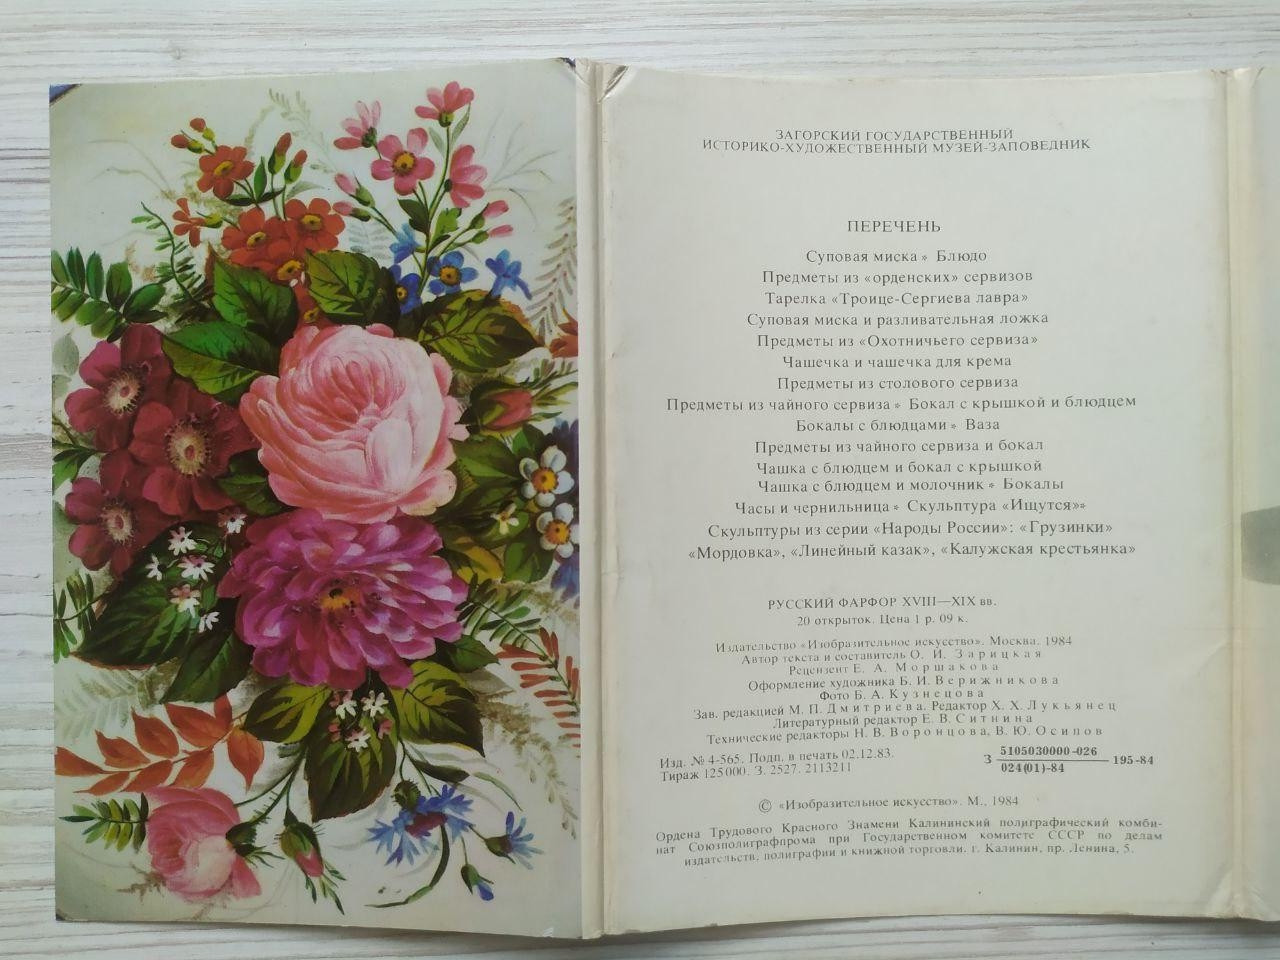 ЗАГОРСКИЙ ГОСУДАРСТВЕННЫЙ
ИСТОРИКО-ХУДОЖЕСТВЕННЫЙ МУЗЕЙ-ЗАПОВЕДНИК
ПЕРЕЧЕНЬ
Суповая миска * Блюдо
Предметы из «орденских» сервизов
Тарелка «Троице-Сергиева лавра»
Суповая миска и разливательная ложка
Предметы из «Охотничьего сервиза»
Чашечка и чашечка для крема
Предметы из столового сервиза
Предметы из чайного сервиза * Бокал с крышкой и блюдцем
Бокалы с блюдцами * Ваза
Предметы из чайного сервиза и бокал
Чашка с блюдцем и бокал с крышкой
Чашка с блюдцем и молочник * Бокалы
Часы и чернильница * Скульптура «Ищутся» *
Скульптуры из серии «Народы России»: «Грузинки»
«Мордовка», «Линейный казак», «Калужская крестьянка»
РУССКИЙ ФАРФОР XVIII—XIX вв.
20 открыток. Цена 1 р. 09 к.
Издательство «Изобразительное искусство». Москва. 1984
Автор текста и составитель О. И. Зарицкая
Рецензент Е. А. Моршакова
Оформление художника Б. И. Верижникова
Фото Б. А. Кузнецова
Зав. редакцией М. П. Дмитриева. Редактор Х. Х. Лукьянец
Литературный редактор Е. В. Ситнина
Технические редакторы Н. В. Воронцова, В. Ю. Осипов
Изд. № 4-565. Подп. в печать 02.12.83.
Тираж 125000. З. 2527. 2113211
З 5105030000-026 195-84
024(01)-84
© «Изобразительное искусство». М., 1984
Ордена Трудового Красного Знамени Калининский полиграфический комби-
нат Союзполиграфпрома при Государственном комитете СССР по делам
издательств, полиграфии и книжной торговли. г. Калинин, пр. Ленина, 5.